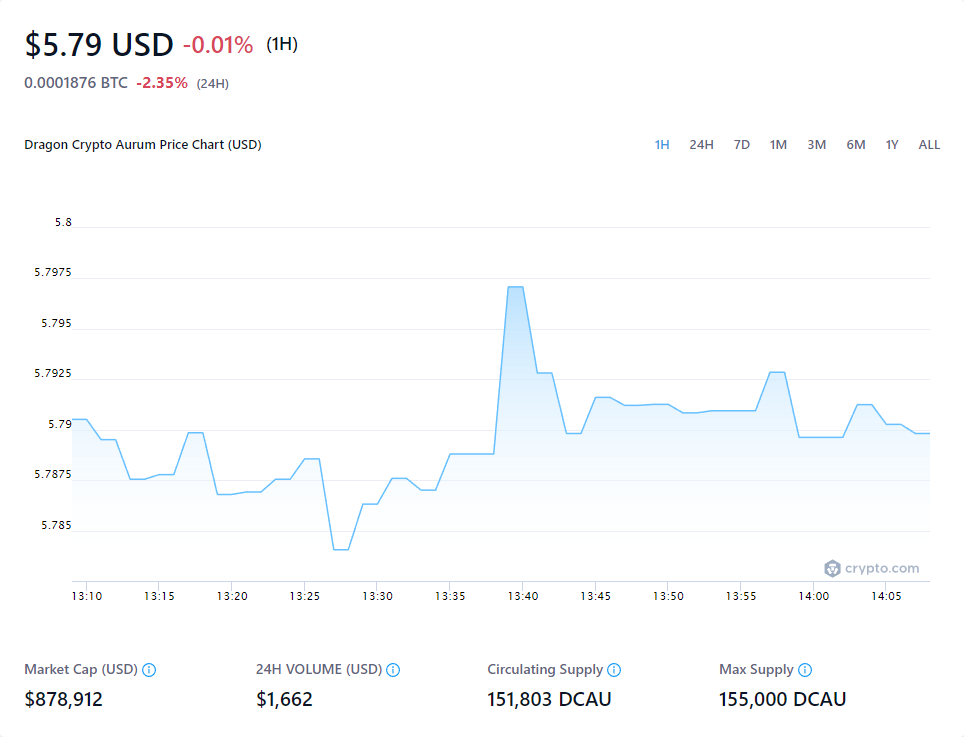 $5.79 USD -0.01% (1H)
0.0001876 BTC -2.35% (24H)
Dragon Crypto Aurum Price Chart (USD)
1H 24H 7D 1M 3M 6M 1Y ALL
5.8
5.7975
5.795
5.7925
5.79
5.7875
5.785
crypto.com
13:10 13:15 13:20 13:25 13:30 13:35 13:40 13:45 13:50 13:55 14:00 14:05
Market Cap (USD) 24H VOLUME (USD) Circulating Supply Max Supply
$878,912 $1,662 151,803 DCAU 155,000 DCAU